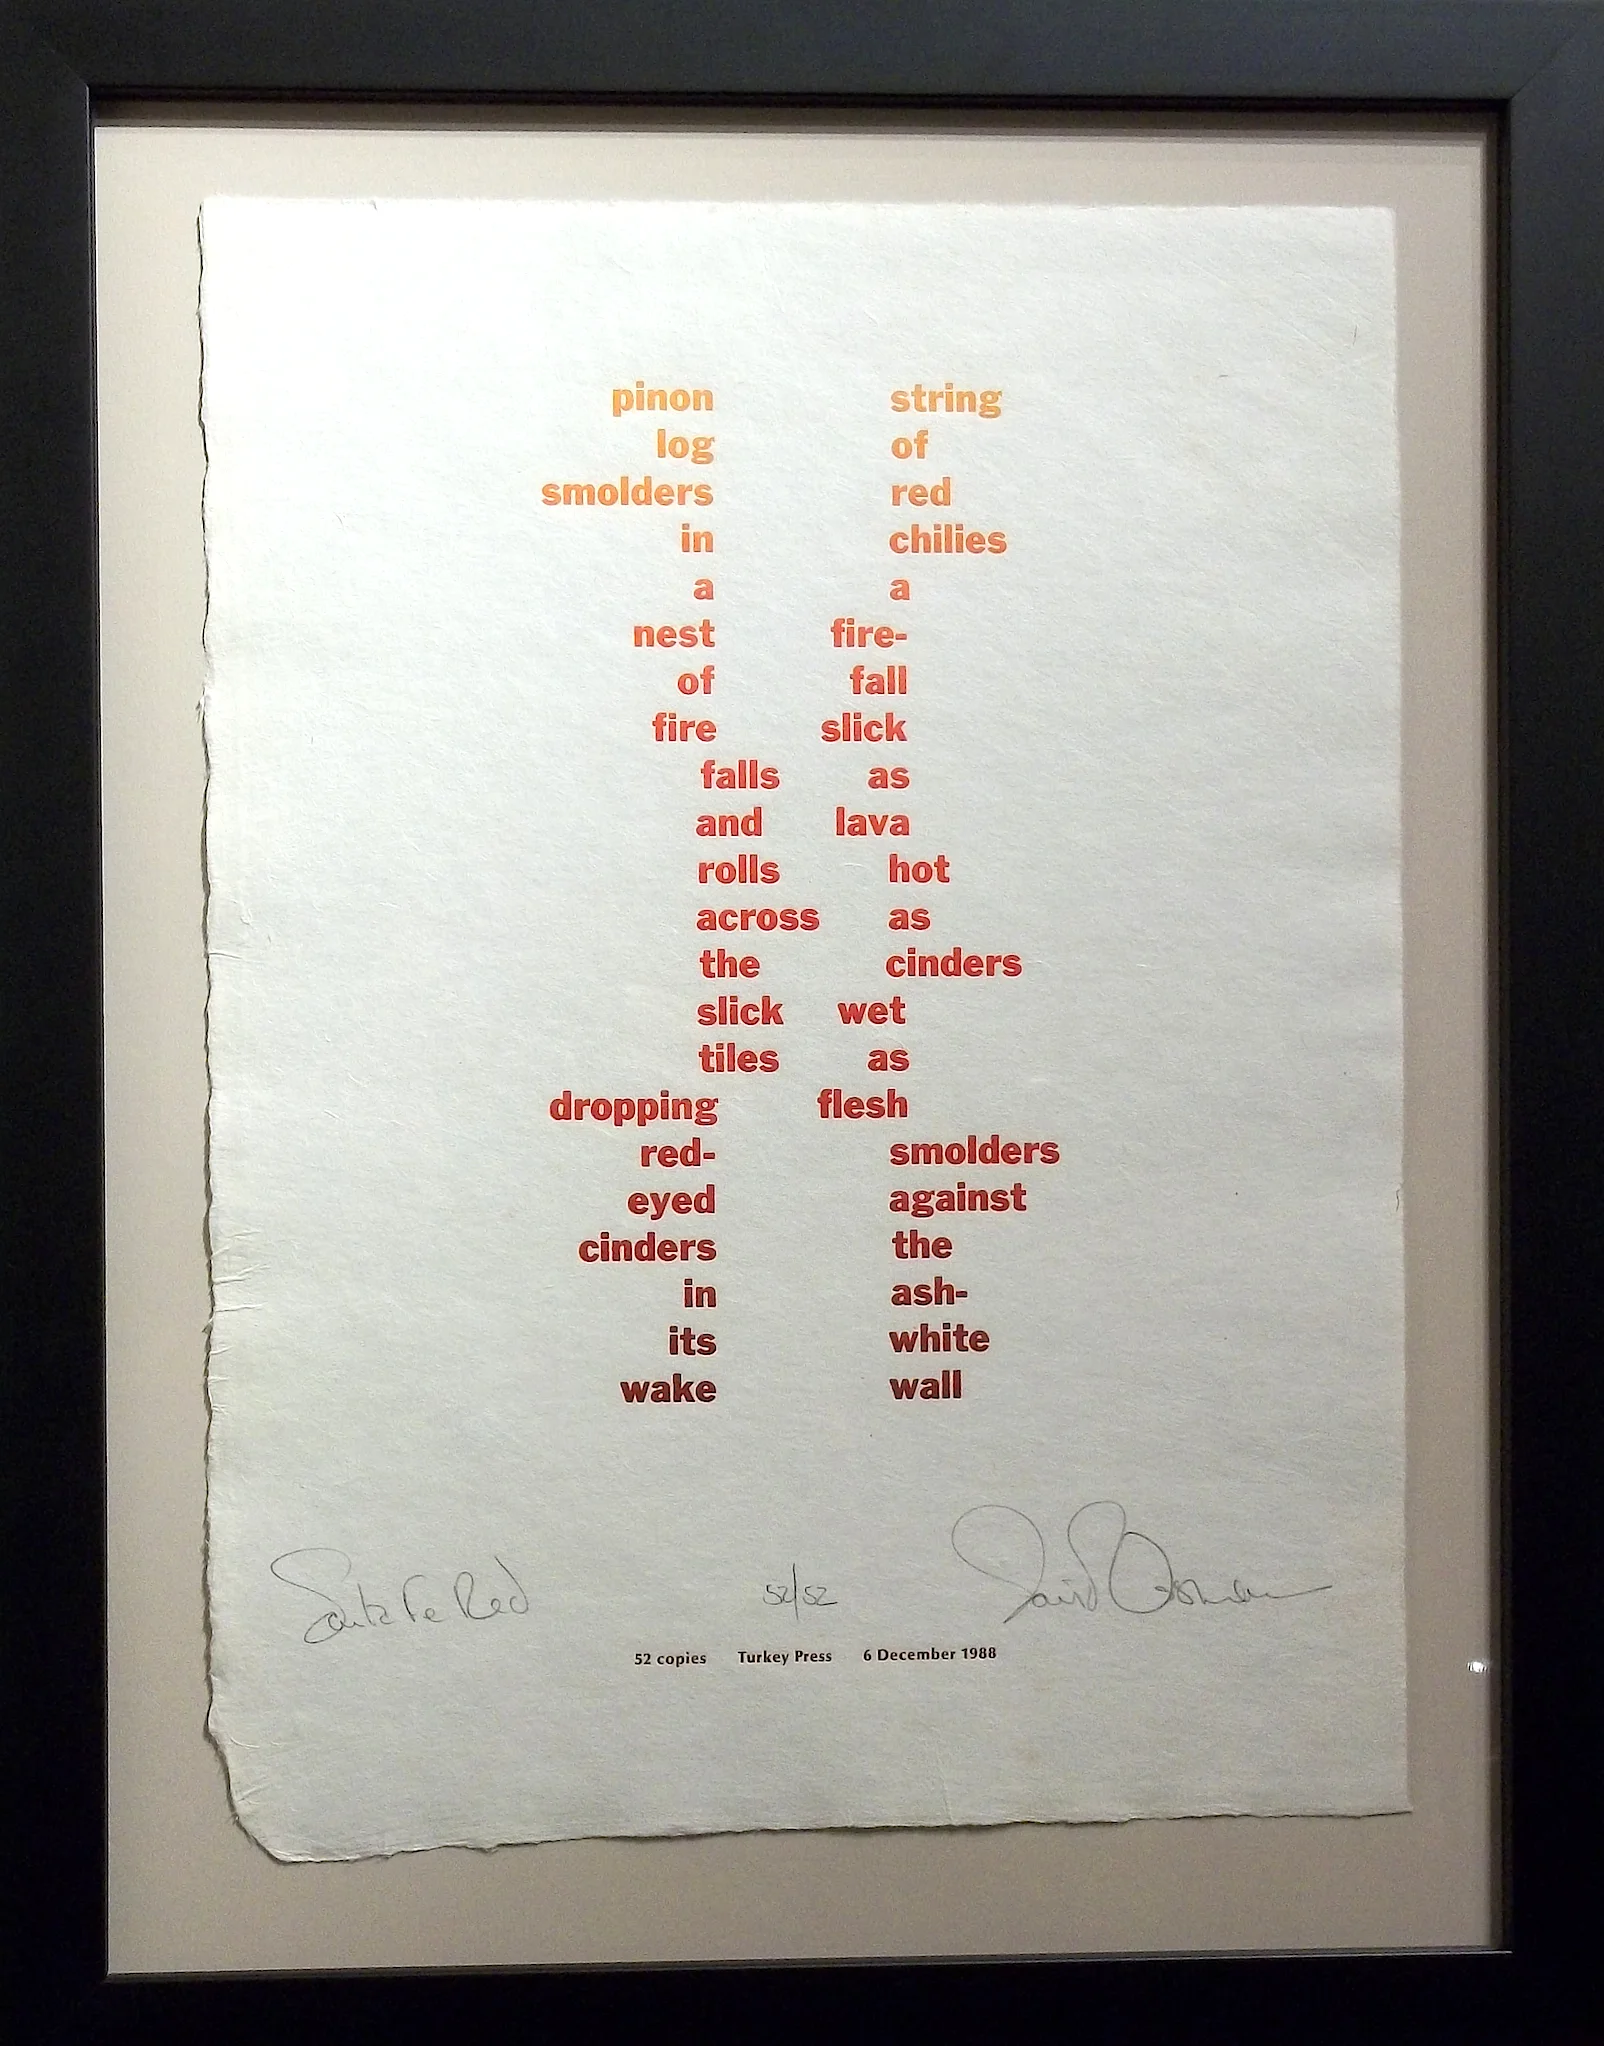 pinon
log
smolders
in
a
nest
of
fire
falls
and
rolls
across
the
slick
tiles
dropping
red-
eyed
cinders
in
its
wake
string
of
red
chilies
a
fire-
fall
slick
as
lava
hot
as
cinders
wet
as
flesh
smolders
against
the
ash-
white
wall
Santa Fe Red
52/52
David
52 copies Turkey Press 6 December 1988